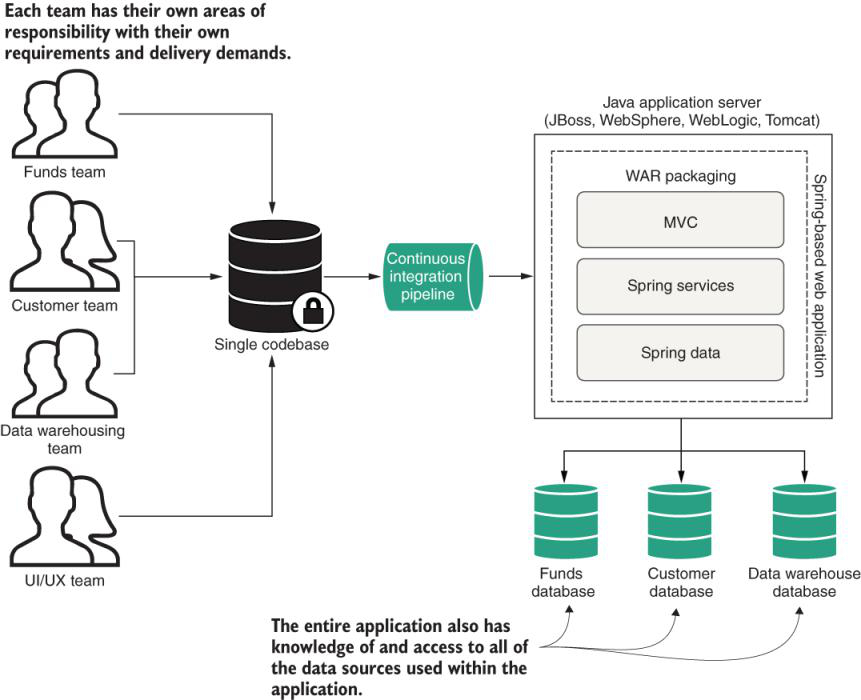 Each team has their own areas of
responsibility with their own
requirements and delivery demands.
Funds team
Customer team
Data warehousing
team
UI/UX team
Single codebase
Continuous
integration
pipeline
Java application server
(JBoss, WebSphere, WebLogic, Tomcat)
WAR packaging
MVC
Spring services
Spring data
Spring-based web application
Funds
database
Customer
database
Data warehouse
database
The entire application also has
knowledge of and access to all of
the data sources used within the
application.